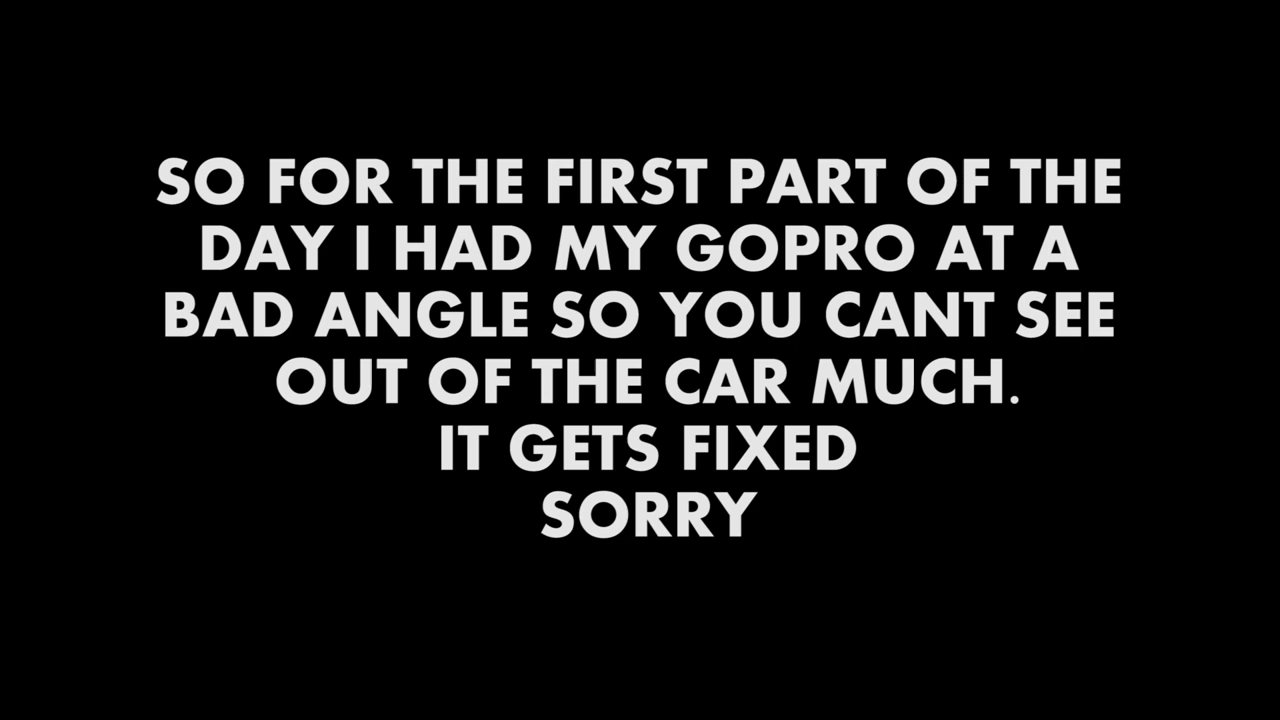 SO FOR THE FIRST PART OF THE
DAY I HAD MY GOPRO AT A
BAD ANGLE SO YOU CANT SEE
OUT OF THE CAR MUCH.
IT GETS FIXED
SORRY